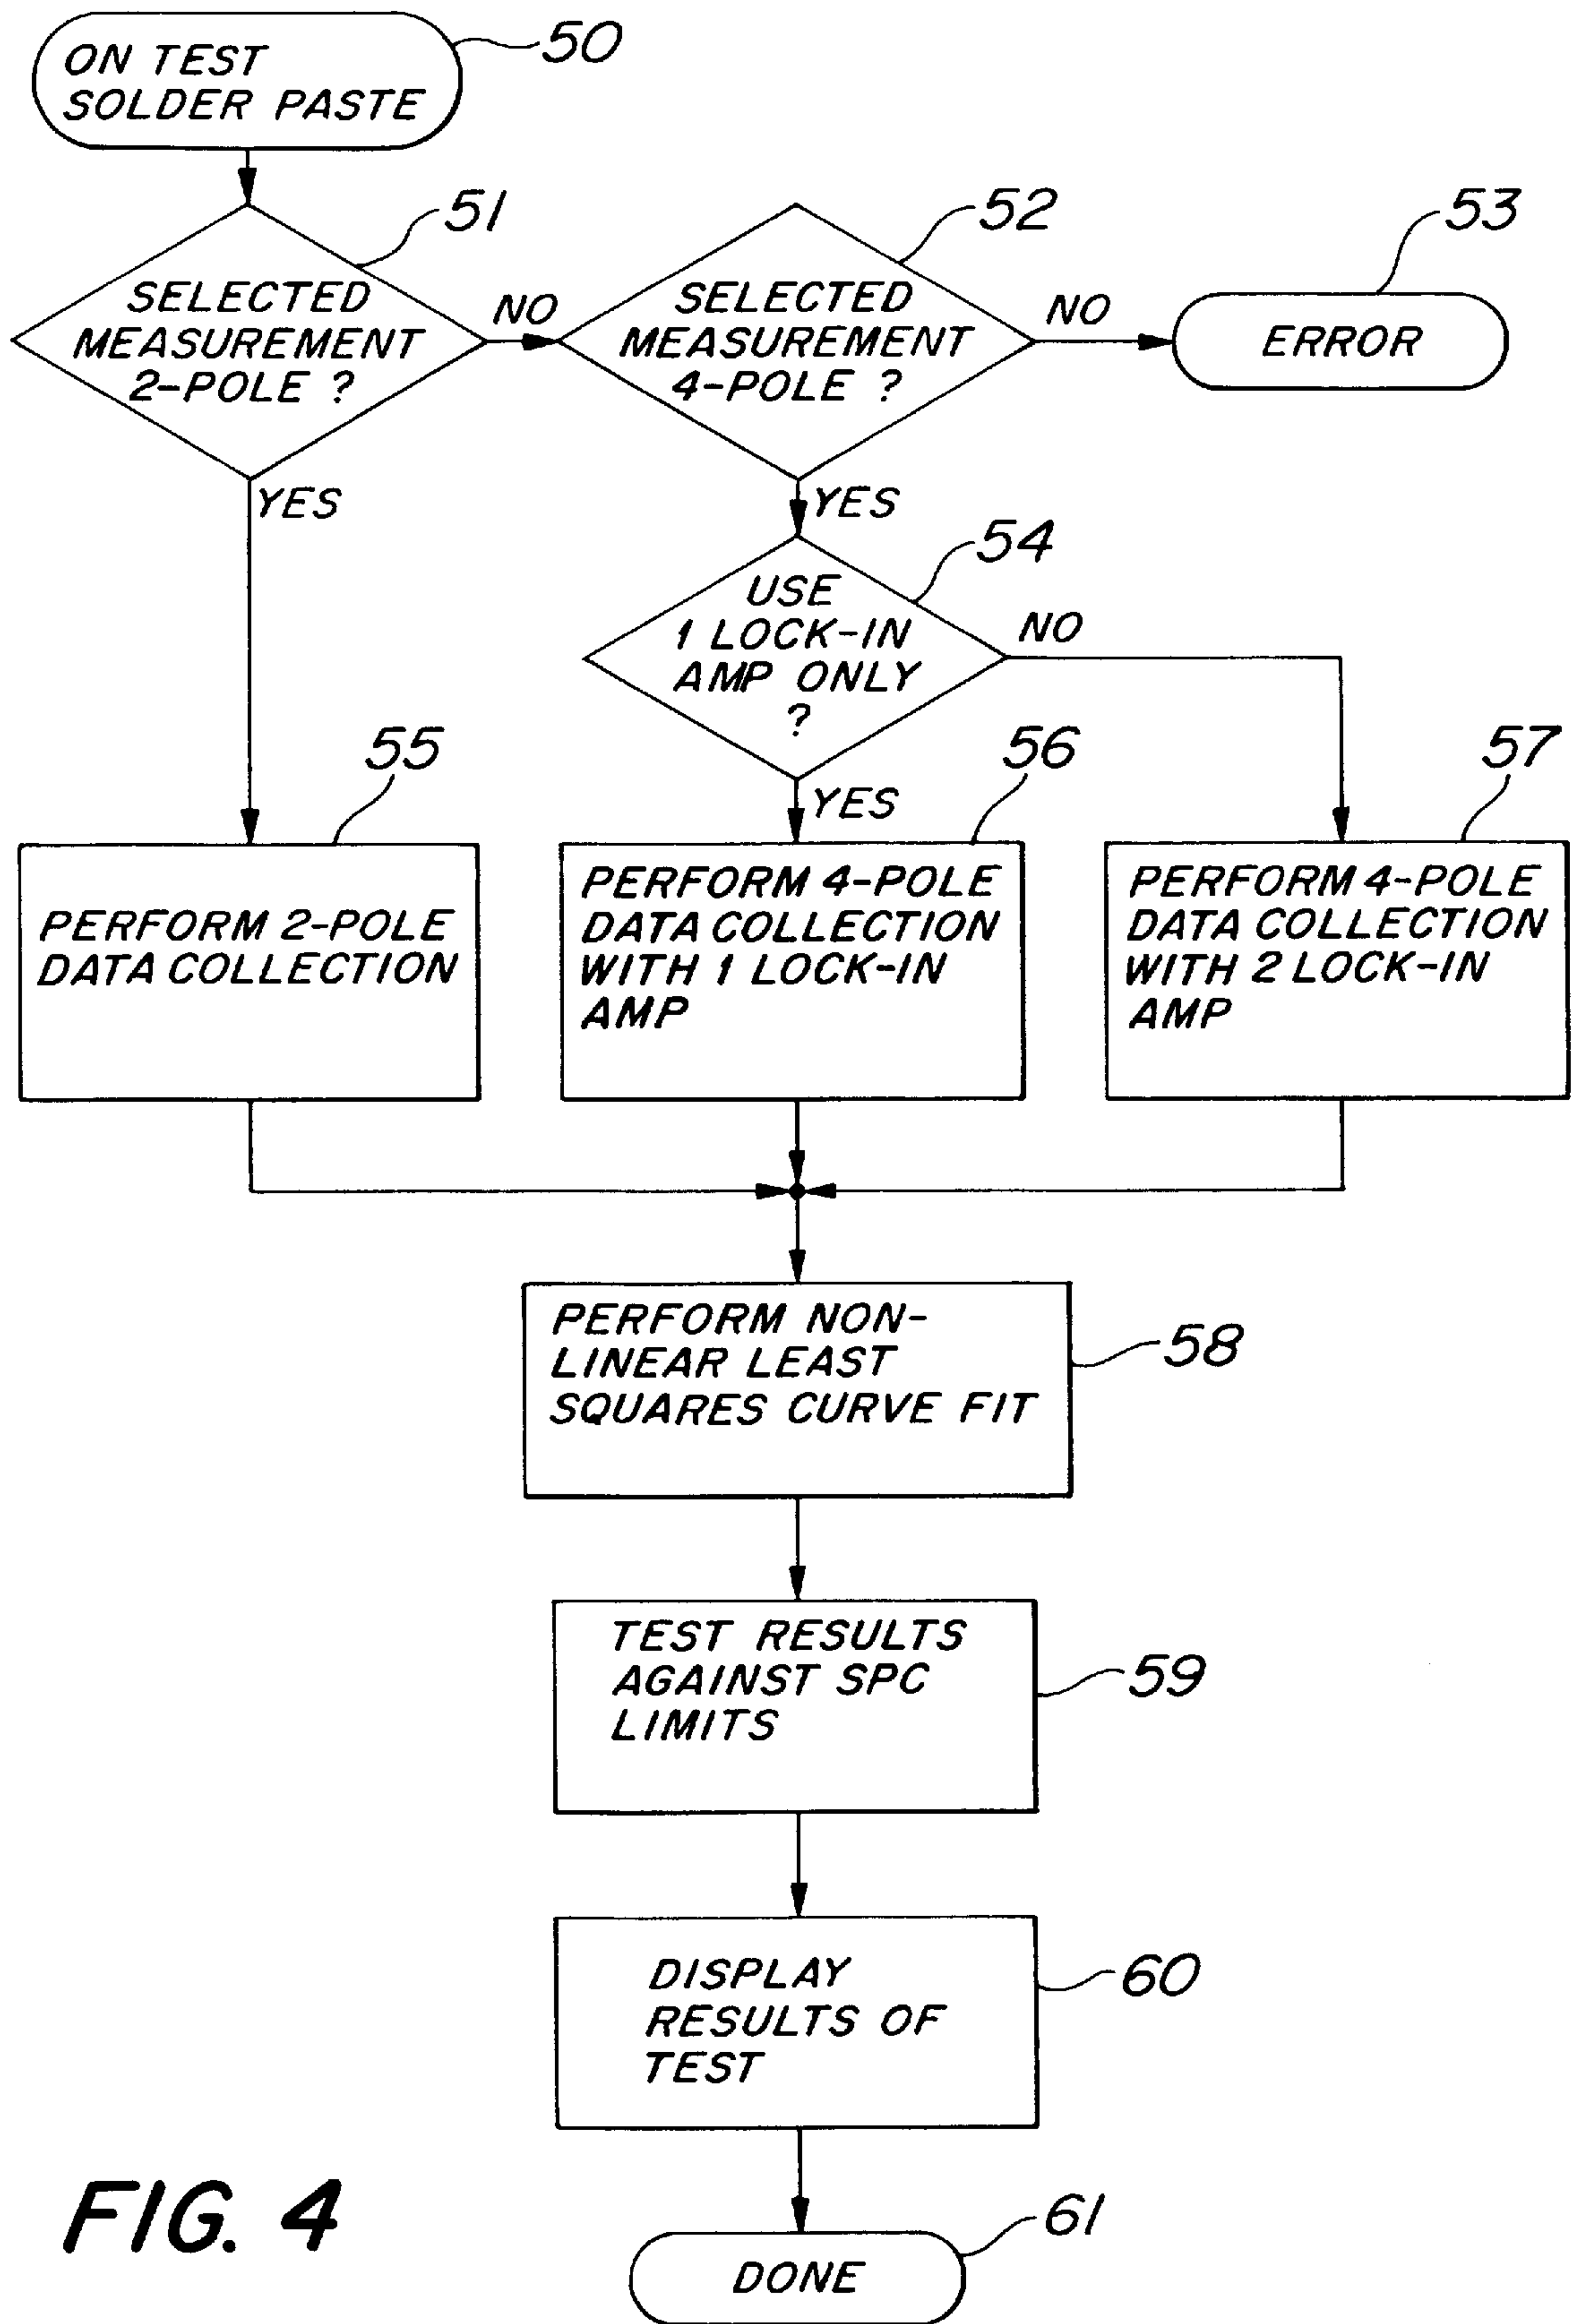 ON TEST
SOLDER PASTE
50
51
SELECTED
MEASUREMENT
2-POLE ?
NO
52
SELECTED
MEASUREMENT
4-POLE ?
NO
53
ERROR
YES
YES
54
USE
1 LOCK-IN
AMP ONLY
?
NO
YES
55
PERFORM 2-POLE
DATA COLLECTION
56
PERFORM 4-POLE
DATA COLLECTION
WITH 1 LOCK-IN
AMP
57
PERFORM 4-POLE
DATA COLLECTION
WITH 2 LOCK-IN
AMP
PERFORM NON-
LINEAR LEAST
SQUARES CURVE FIT
58
TEST RESULTS
AGAINST SPC
LIMITS
59
DISPLAY
RESULTS OF
TEST
60
61
DONE
FIG. 4